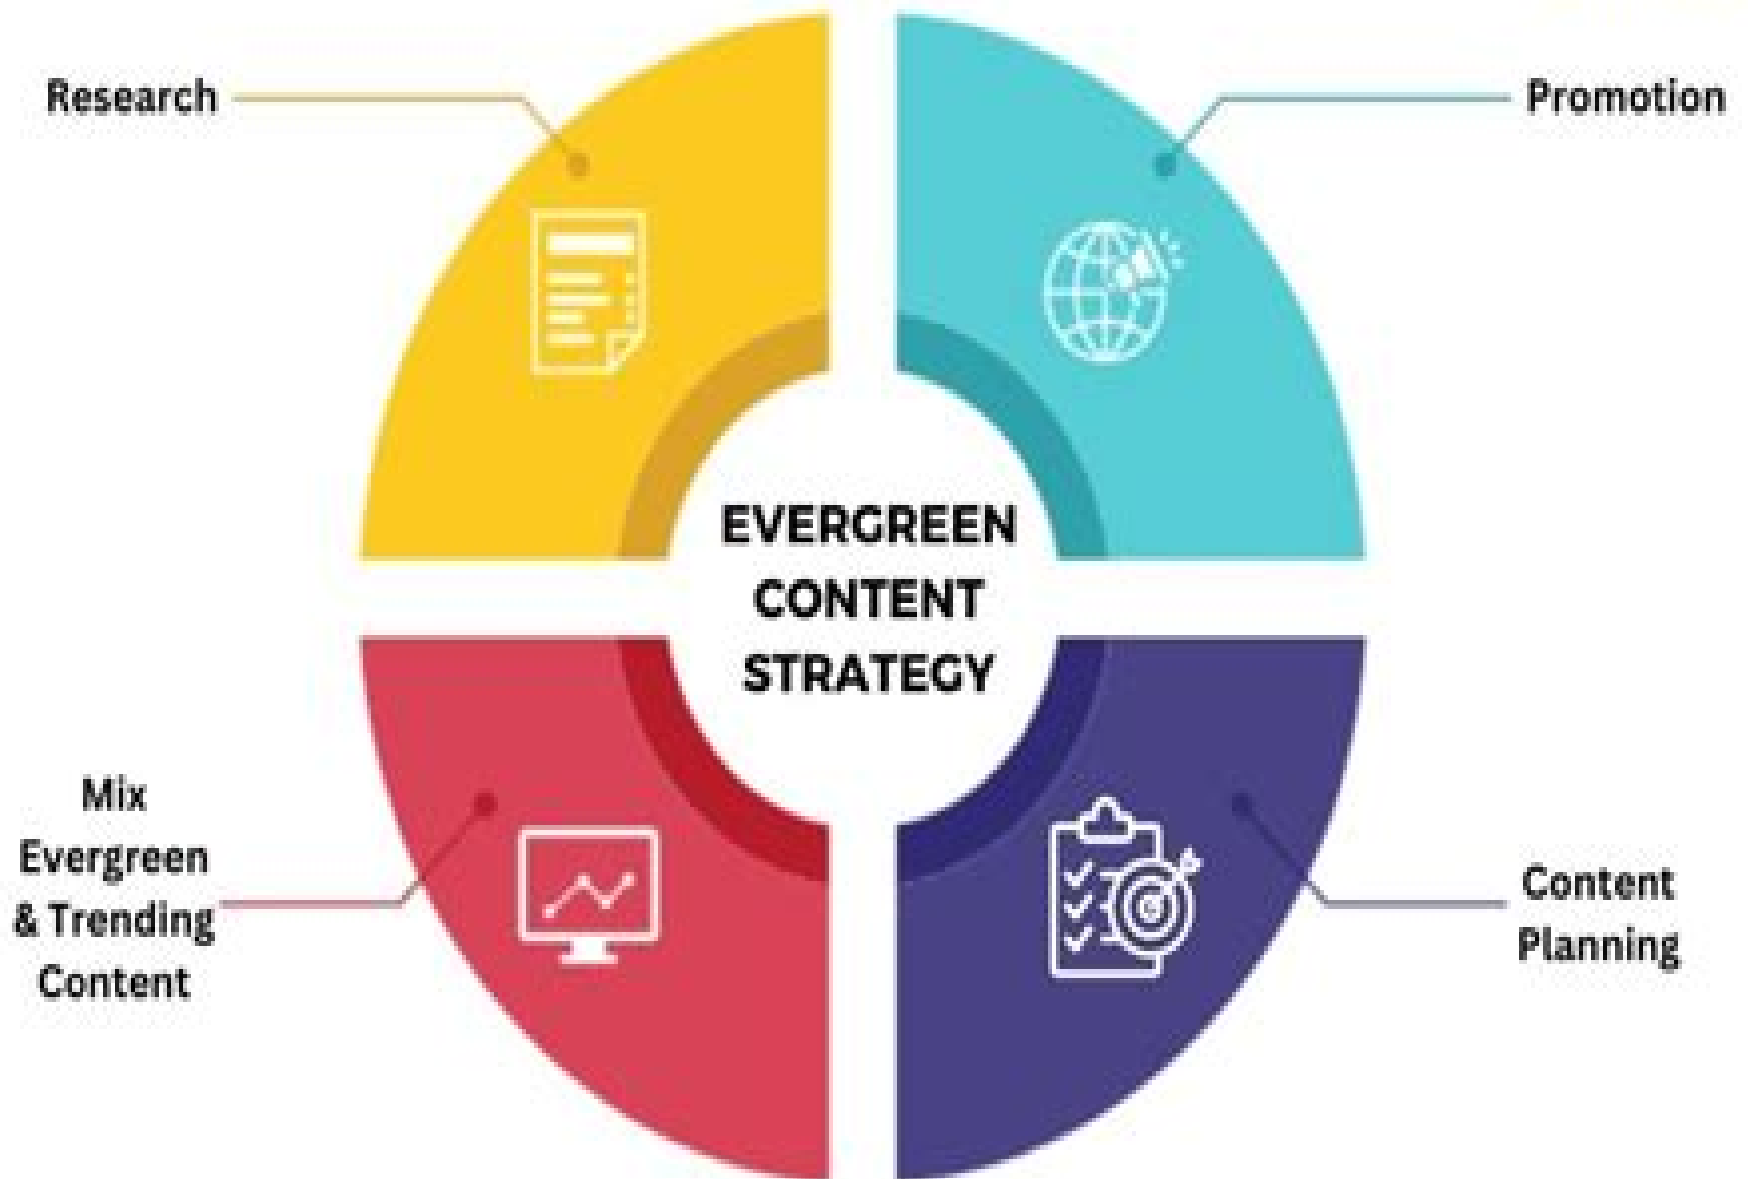 Research
Promotion
EVERGREEN
CONTENT
STRATEGY
Mix
Evergreen
& Trending
Content
Content
Planning